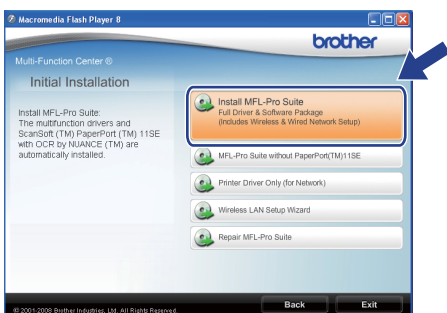 Macromedia Flash Player 8
brother
Multi-Function Center ®
Initial Installation
Install MFL-Pro Suite:
The multifunction drivers and
ScanSoft (TM) PaperPort (TM) 11SE
with OCR by NUANCE (TM) are
automatically installed.
Install MFL-Pro Suite
Full Driver & Software Package
(Includes Wireless & Wired Network Setup)
MFL-Pro Suite without PaperPort(TM)11SE
Printer Driver Only (for Network)
Wireless LAN Setup Wizard
Repair MFL-Pro Suite
© 2001-2008 Brother Industries, Ltd. All Rights Reserved.
Back
Exit